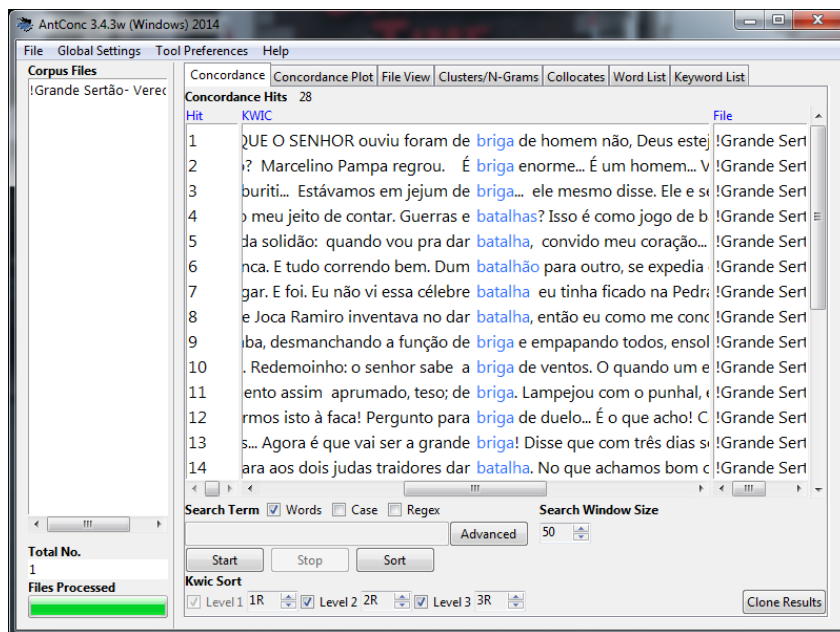 AntConc 3.4.3w (Windows) 2014
File Global Settings Tool Preferences Help
Corpus Files
!Grande Sertão- Vered
Total No.
1
Files Processed
Concordance Concordance Plot File View Clusters/N-Grams Collocates Word List Keyword List
Concordance Hits 28
Hit KWIC File
1 QUE O SENHOR ouviu foram de briga de homem não, Deus estej !Grande Sert
2 ? Marcelino Pampa regrou. É briga enorme... É um homem... V !Grande Sert
3 buriti... Estávamos em jejum de briga... ele mesmo disse. Ele e se !Grande Sert
4 o meu jeito de contar. Guerras e batalhas? Isso é como jogo de b !Grande Sert
5 da solidão: quando vou pra dar batalha, convido meu coração... !Grande Sert
6 nca. E tudo correndo bem. Dum batalhão para outro, se expedia !Grande Sert
7 gar. E foi. Eu não vi essa célebre batalha eu tinha ficado na Pedra !Grande Sert
8 e Joca Ramiro inventava no dar batalha, então eu como me conc !Grande Sert
9 ba, desmanchando a função de briga e empapando todos, ensol !Grande Sert
10 . Redemoinho: o senhor sabe a briga de ventos. O quando um e !Grande Sert
11 ento assim aprumado, teso; de briga. Lampejou com o punhal, e !Grande Sert
12 rmos isto à faca! Pergunto para briga de duelo... É o que acho! C !Grande Sert
13 s... Agora é que vai ser a grande briga! Disse que com três dias s !Grande Sert
14 ara aos dois judas traidores dar batalha. No que achamos bom c !Grande Sert
Search Term Words Case Regex Search Window Size
Advanced 50
Start Stop Sort
Kwic Sort
Level 1 1R Level 2 2R Level 3 3R Clone Results